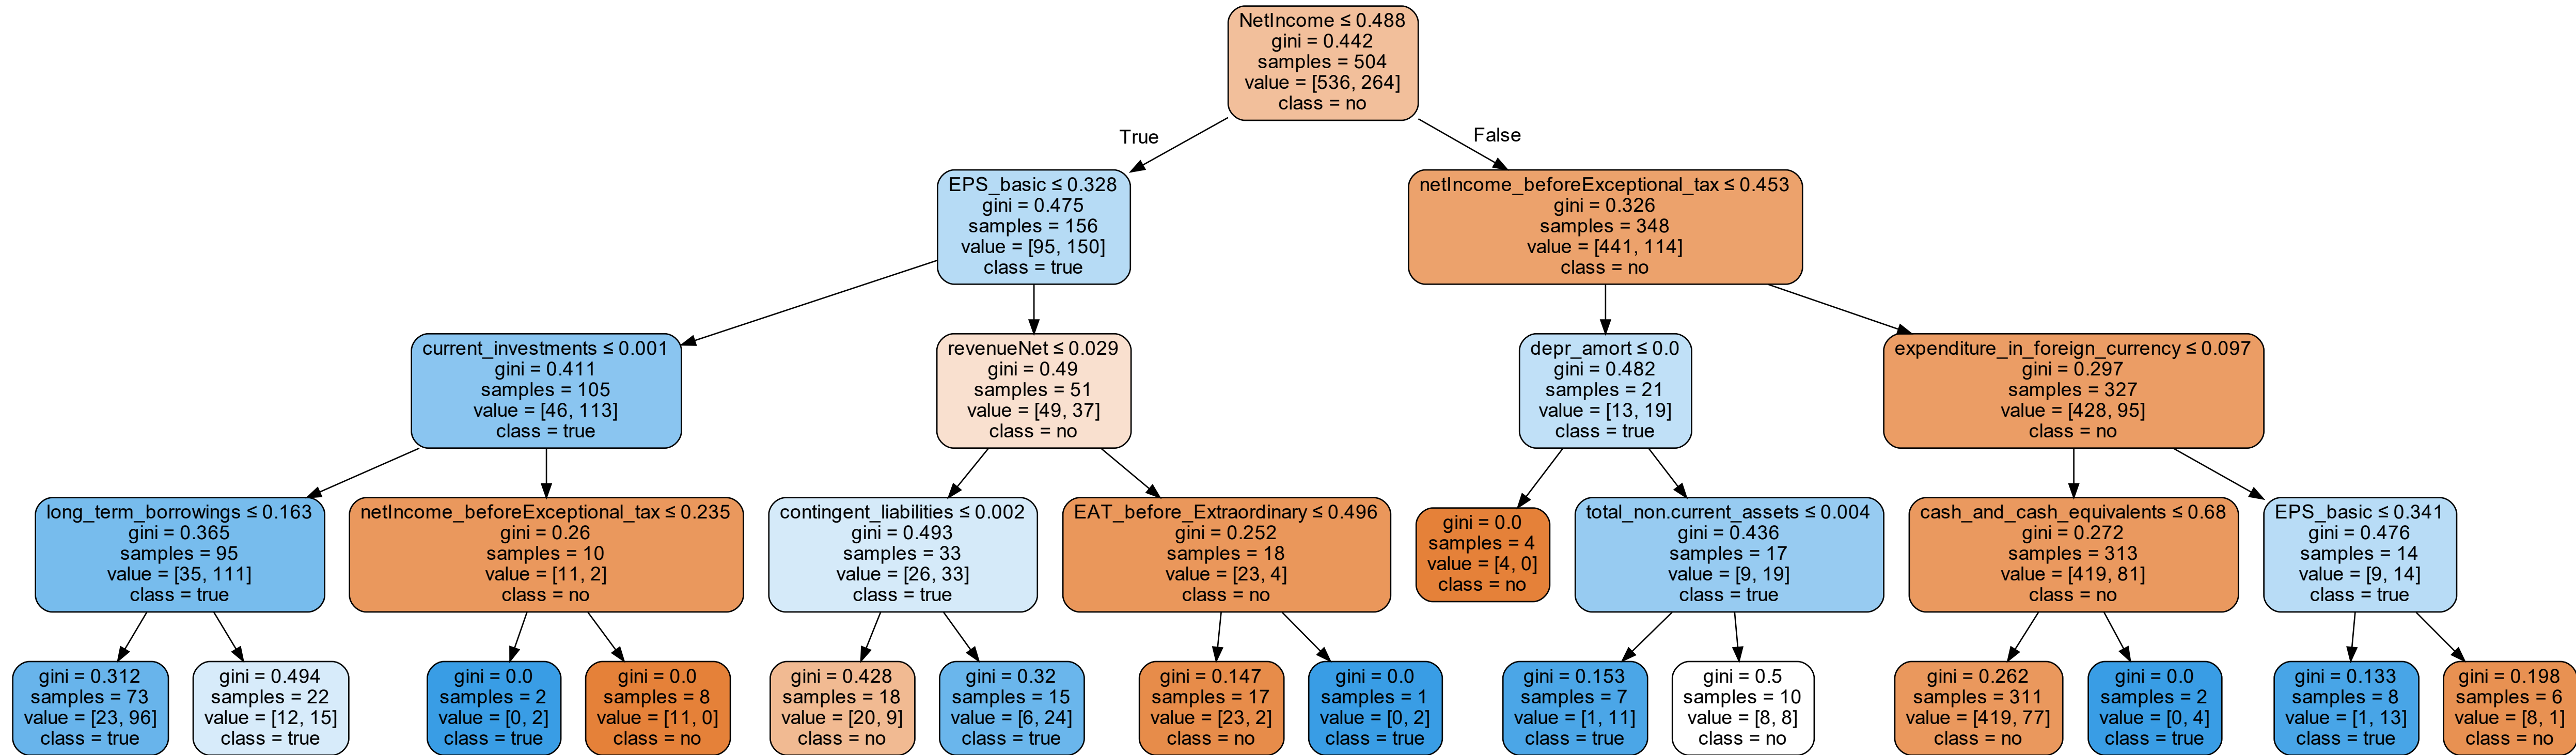 NetIncome ≤ 0.488
gini = 0.442
samples = 504
value = [536, 264]
class = no
True
False
EPS_basic ≤ 0.328
gini = 0.475
samples = 156
value = [95, 150]
class = true
netIncome_beforeExceptional_tax ≤ 0.453
gini = 0.326
samples = 348
value = [441, 114]
class = no
current_investments ≤ 0.001
gini = 0.411
samples = 105
value = [46, 113]
class = true
revenueNet ≤ 0.029
gini = 0.49
samples = 51
value = [49, 37]
class = no
depr_amort ≤ 0.0
gini = 0.482
samples = 21
value = [13, 19]
class = true
expenditure_in_foreign_currency ≤ 0.097
gini = 0.297
samples = 327
value = [428, 95]
class = no
long_term_borrowings ≤ 0.163
gini = 0.365
samples = 95
value = [35, 111]
class = true
netIncome_beforeExceptional_tax ≤ 0.235
gini = 0.26
samples = 10
value = [11, 2]
class = no
contingent_liabilities ≤ 0.002
gini = 0.493
samples = 33
value = [26, 33]
class = true
EAT_before_Extraordinary ≤ 0.496
gini = 0.252
samples = 18
value = [23, 4]
class = no
gini = 0.0
samples = 4
value = [4, 0]
class = no
total_non.current_assets ≤ 0.004
gini = 0.436
samples = 17
value = [9, 19]
class = true
cash_and_cash_equivalents ≤ 0.68
gini = 0.272
samples = 313
value = [419, 81]
class = no
EPS_basic ≤ 0.341
gini = 0.476
samples = 14
value = [9, 14]
class = true
gini = 0.312
samples = 73
value = [23, 96]
class = true
gini = 0.494
samples = 22
value = [12, 15]
class = true
gini = 0.0
samples = 2
value = [0, 2]
class = true
gini = 0.0
samples = 8
value = [11, 0]
class = no
gini = 0.428
samples = 18
value = [20, 9]
class = no
gini = 0.32
samples = 15
value = [6, 24]
class = true
gini = 0.147
samples = 17
value = [23, 2]
class = no
gini = 0.0
samples = 1
value = [0, 2]
class = true
gini = 0.153
samples = 7
value = [1, 11]
class = true
gini = 0.5
samples = 10
value = [8, 8]
class = no
gini = 0.262
samples = 311
value = [419, 77]
class = no
gini = 0.0
samples = 2
value = [0, 4]
class = true
gini = 0.133
samples = 8
value = [1, 13]
class = true
gini = 0.198
samples = 6
value = [8, 1]
class = no